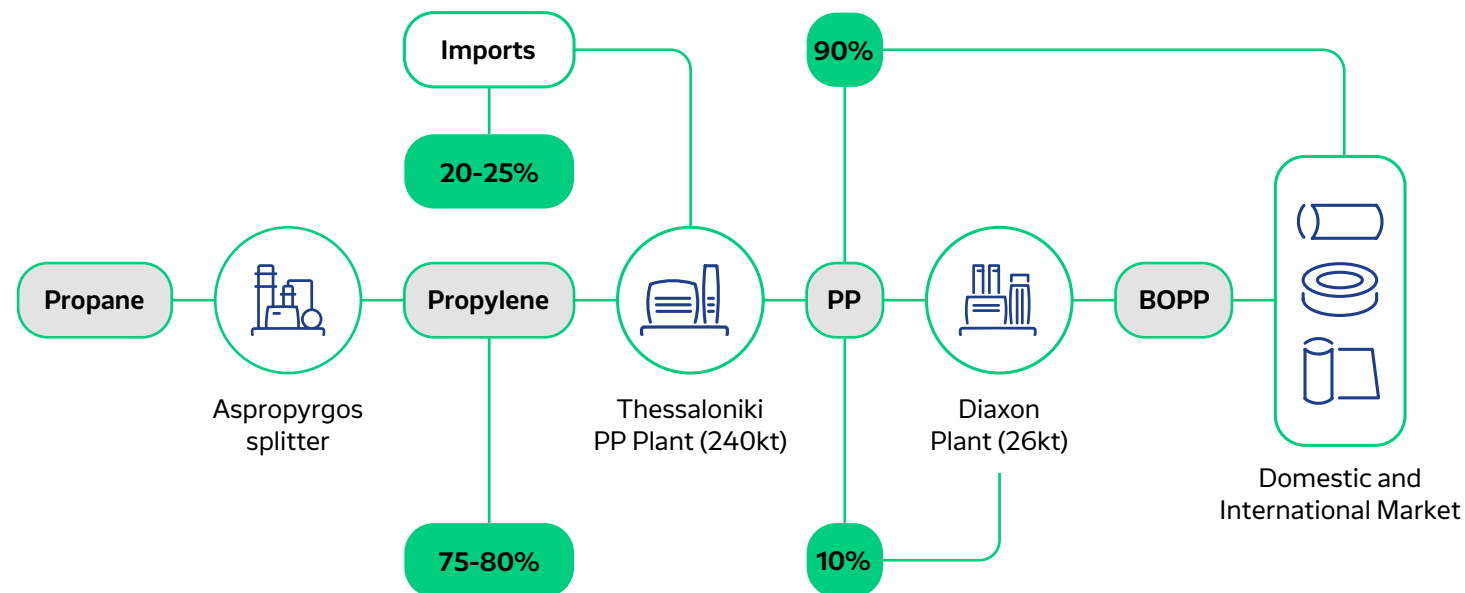 Imports
90%
20-25%
Propane
Propylene
PP
BOPP
Aspropyrgos
splitter
Thessaloniki
PP Plant (240kt)
Diaxon
Plant (26kt)
Domestic and
International Market
75-80%
10%